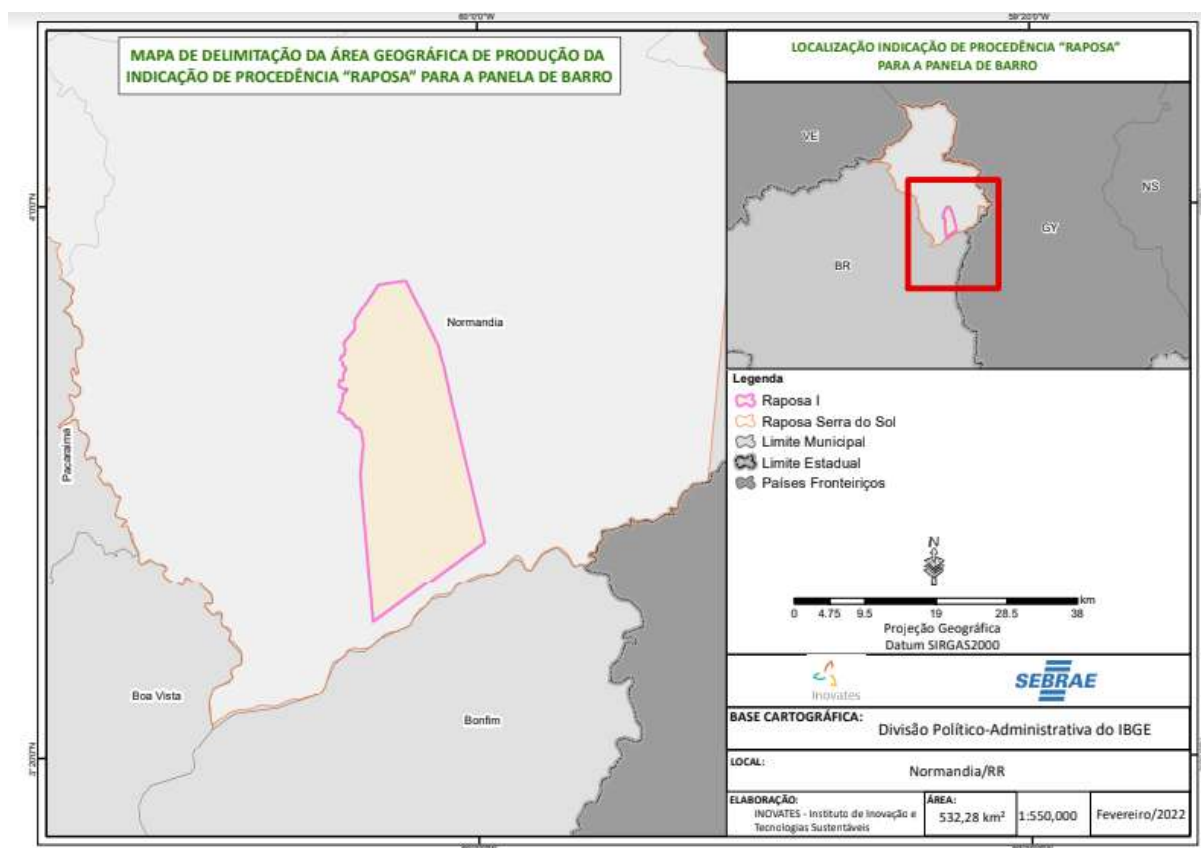 60°0'0"W
59°20'0"W
MAPA DE DELIMITAÇÃO DA ÁREA GEOGRÁFICA DE PRODUÇÃO DA
INDICAÇÃO DE PROCEDÊNCIA “RAPOSA” PARA A PANELA DE BARRO
4°0'0"N
Normandia
Pacaraima
Boa Vista
Bonfim
3°20'0"N
LOCALIZAÇÃO INDICAÇÃO DE PROCEDÊNCIA “RAPOSA”
PARA A PANELA DE BARRO
VE
NS
GY
BR
Legenda
Raposa I
Raposa Serra do Sol
Limite Municipal
Limite Estadual
Países Fronteiriços
N
km
0 4.75 9.5 19 28.5 38
Projeção Geográfica
Datum SIRGAS2000
Inovates
SEBRAE
BASE CARTOGRÁFICA:
Divisão Político-Administrativa do IBGE
LOCAL:
Normandia/RR
ELABORAÇÃO:
INOVATES - Instituto de Inovação e
Tecnologias Sustentáveis
ÁREA:
532,28 km²
1:550,000
Fevereiro/2022